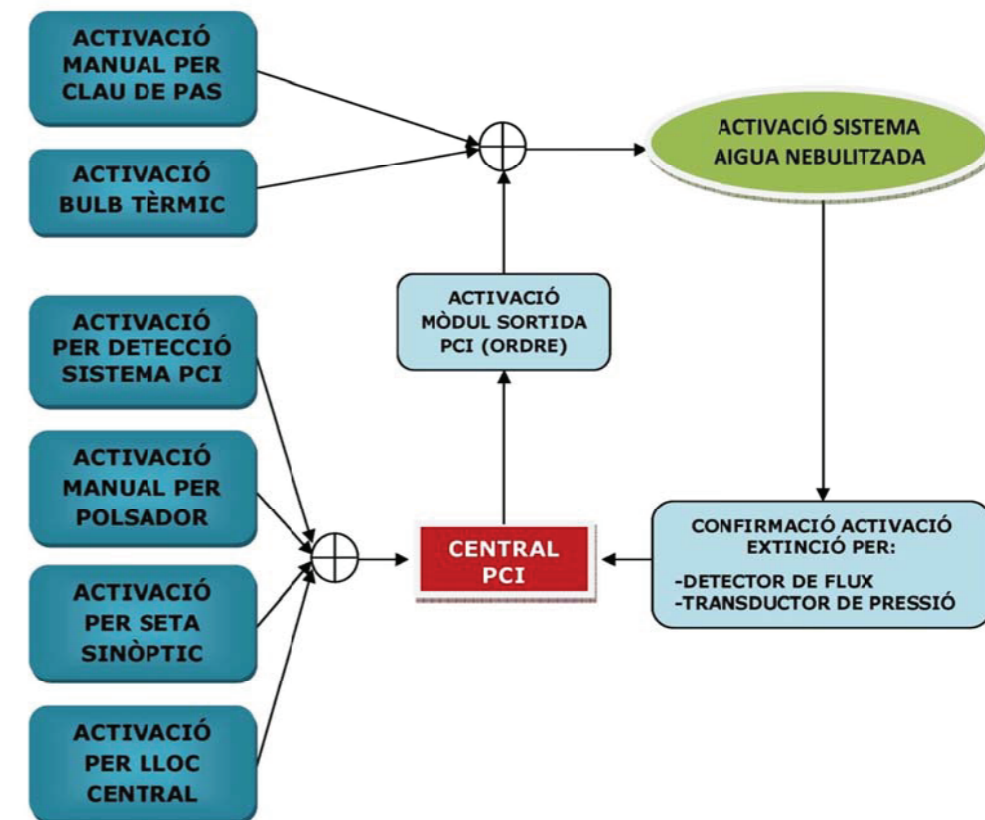 ACTIVACIÓ
MANUAL PER
CLAU DE PAS
ACTIVACIÓ
BULB TÈRMIC
ACTIVACIÓ SISTEMA
AIGUA NEBULITZADA
ACTIVACIÓ
MÒDUL SORTIDA
PCI (ORDRE)
ACTIVACIÓ
PER DETECCIÓ
SISTEMA PCI
ACTIVACIÓ
MANUAL PER
POLSADOR
ACTIVACIÓ
PER SETA
SINÒPTIC
ACTIVACIÓ
PER LLOC
CENTRAL
CENTRAL
PCI
CONFIRMACIÓ ACTIVACIÓ
EXTINCIÓ PER:
-DETECTOR DE FLUX
-TRANSDUCTOR DE PRESSIÓ